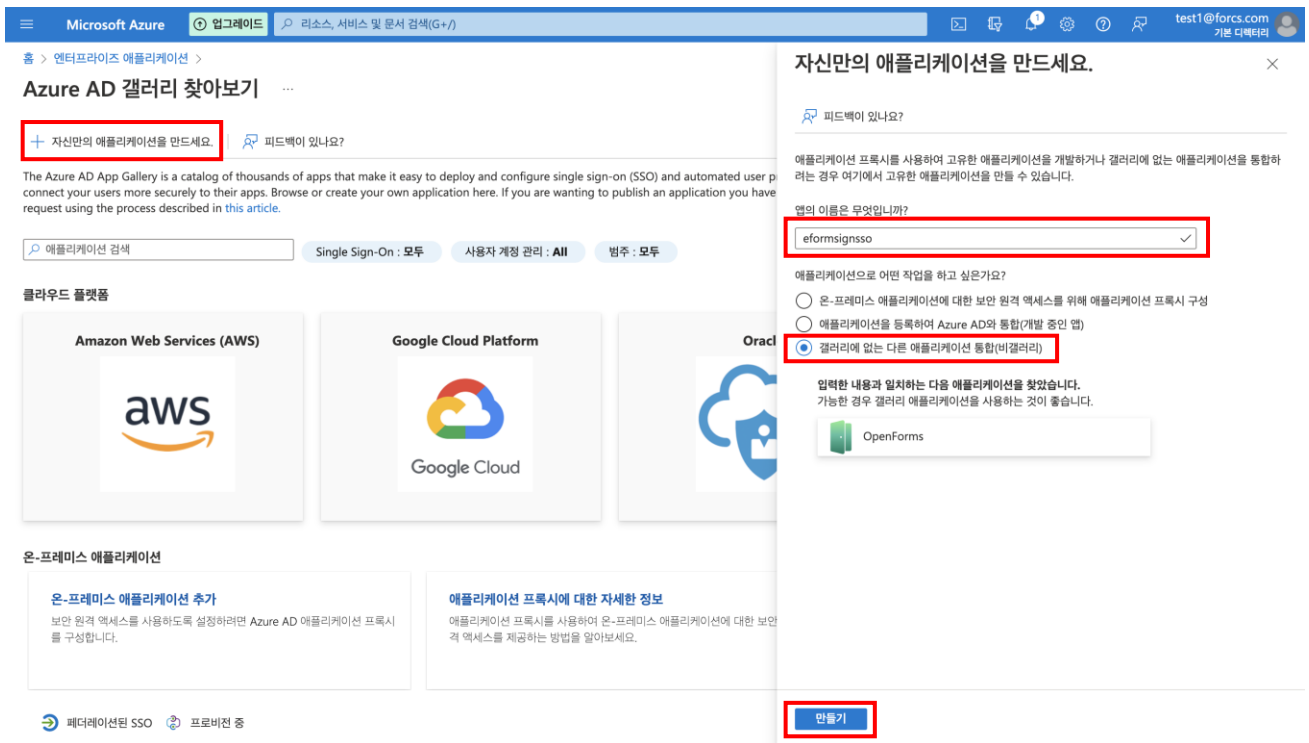 Microsoft Azure
업그레이드
리소스, 서비스 및 문서 검색(G+/)
1
test1@forcs.com
기본 디렉터리
홈 > 엔터프라이즈 애플리케이션 >
Azure AD 갤러리 찾아보기 ...
+ 자신만의 애플리케이션을 만드세요.
피드백이 있나요?
The Azure AD App Gallery is a catalog of thousands of apps that make it easy to deploy and configure single sign-on (SSO) and automated user
connect your users more securely to their apps. Browse or create your own application here. If you are wanting to publish an application you have
request using the process described in this article.
애플리케이션 검색
Single Sign-On : 모두
사용자 계정 관리 : All
범주 : 모두
클라우드 플랫폼
Amazon Web Services (AWS)
Google Cloud Platform
aws
Google Cloud
온-프레미스 애플리케이션
온-프레미스 애플리케이션 추가
보안 원격 액세스를 사용하도록 설정하려면 Azure AD 애플리케이션 프록시
를 구성합니다.
애플리케이션 프록시에 대한 자세한 정보
애플리케이션 프록시를 사용하여 온-프레미스 애플리케이션에 대한 보안
격 액세스를 제공하는 방법을 알아보세요.
페더레이션된 SSO
프로비전 중
자신만의 애플리케이션을 만드세요.
피드백이 있나요?
애플리케이션 프록시를 사용하여 고유한 애플리케이션을 개발하거나 갤러리에 없는 애플리케이션을 통합하
려는 경우 여기에서 고유한 애플리케이션을 만들 수 있습니다.
앱의 이름은 무엇입니까?
eformsignsso
애플리케이션으로 어떤 작업을 하고 싶은가요?
온-프레미스 애플리케이션에 대한 보안 원격 액세스를 위해 애플리케이션 프록시 구성
애플리케이션을 등록하여 Azure AD와 통합(개발 중인 앱)
갤러리에 없는 다른 애플리케이션 통합(비갤러리)
입력한 내용과 일치하는 다음 애플리케이션을 찾았습니다.
가능한 경우 갤러리 애플리케이션을 사용하는 것이 좋습니다.
OpenForms
만들기